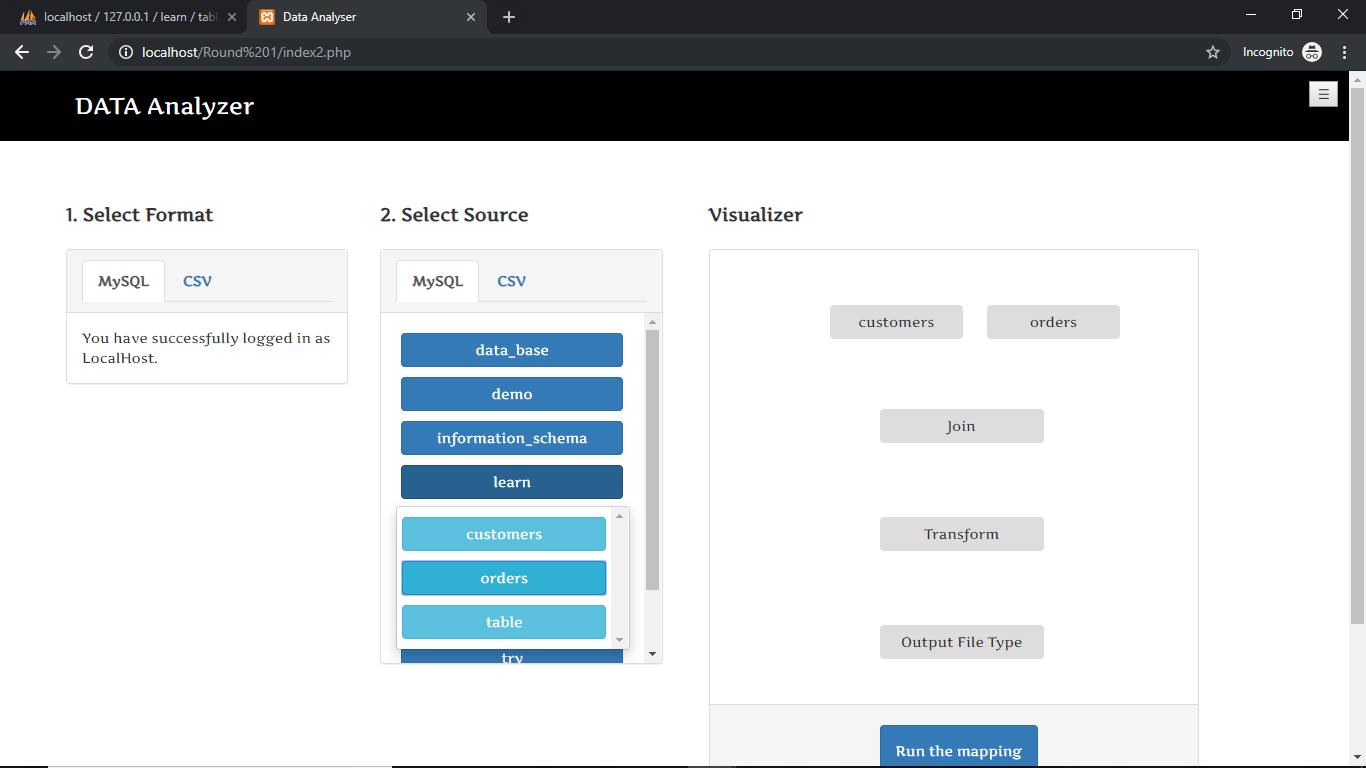 localhost / 127.0.0.1 / learn / tabl
Data Analyser
localhost/Round%201/index2.php
Incognito
DATA Analyzer
1. Select Format
MySQL CSV
You have successfully logged in as
LocalHost.
2. Select Source
MySQL CSV
data_base
demo
information_schema
learn
customers
orders
table
try
Visualizer
customers orders
Join
Transform
Output File Type
Run the mapping